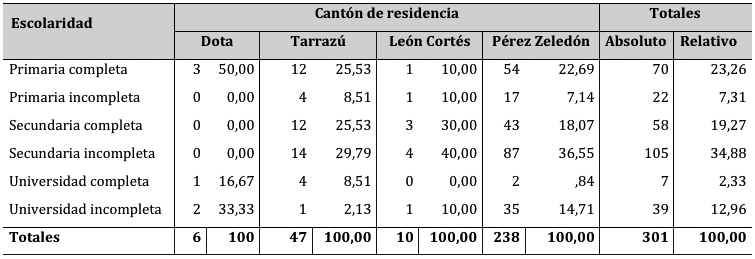 Escolaridad Cantón de residencia Totales
Dota Tarrazú León Cortés Pérez Zeledón Absoluto Relativo
Primaria completa 3 50,00 12 25,53 1 10,00 54 22,69 70 23,26
Primaria incompleta 0 0,00 4 8,51 1 10,00 17 7,14 22 7,31
Secundaria completa 0 0,00 12 25,53 3 30,00 43 18,07 58 19,27
Secundaria incompleta 0 0,00 14 29,79 4 40,00 87 36,55 105 34,88
Universidad completa 1 16,67 4 8,51 0 0,00 2 ,84 7 2,33
Universidad incompleta 2 33,33 1 2,13 1 10,00 35 14,71 39 12,96
Totales 6 100 47 100,00 10 100,00 238 100,00 301 100,00